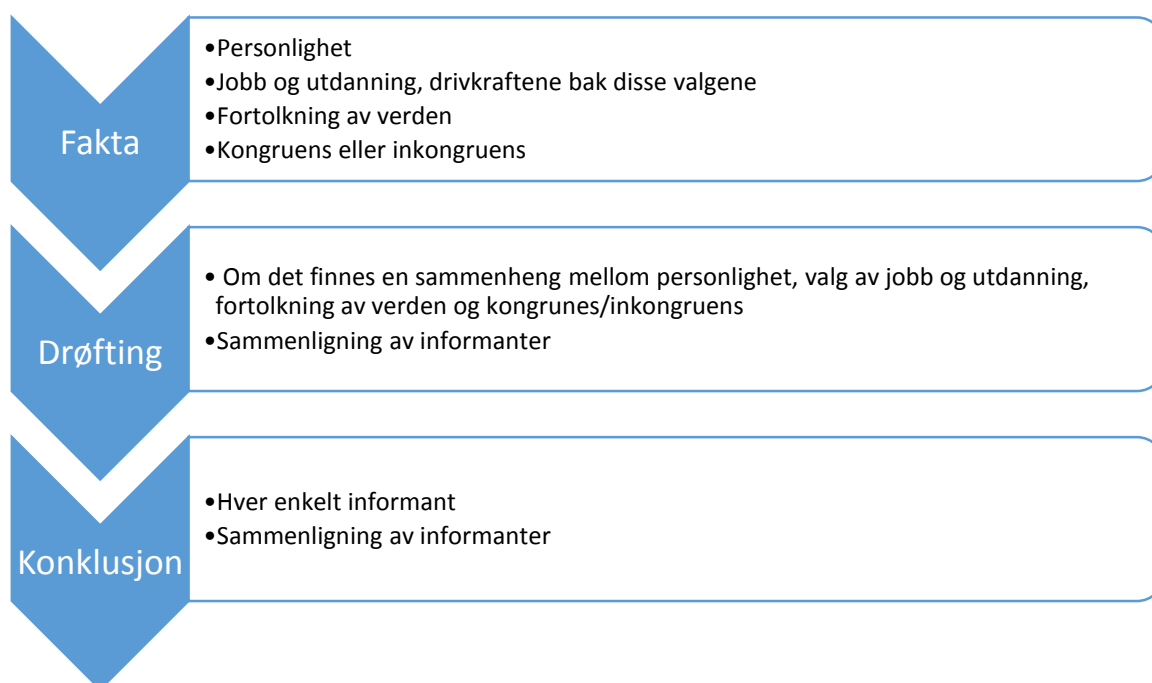 Fakta
•Personlighet
•Jobb og utdanning, drivkraftene bak disse valgene
•Fortolkning av verden
•Kongruens eller inkongruens
Drøfting
• Om det finnes en sammenheng mellom personlighet, valg av jobb og utdanning,
fortolkning av verden og kongrunes/inkongruens
•Sammenligning av informanter
Konklusjon
•Hver enkelt informant
•Sammenligning av informanter